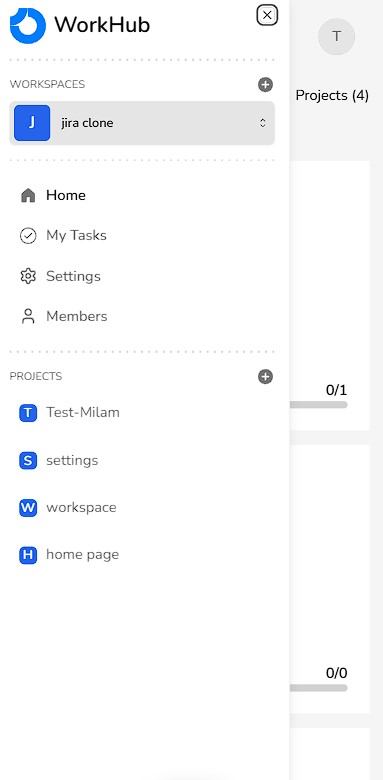 WorkHub
T
WORKSPACES
Projects (4)
J jira clone
Home
My Tasks
Settings
Members
PROJECTS
0/1
T Test-Milam
S settings
W workspace
H home page
0/0